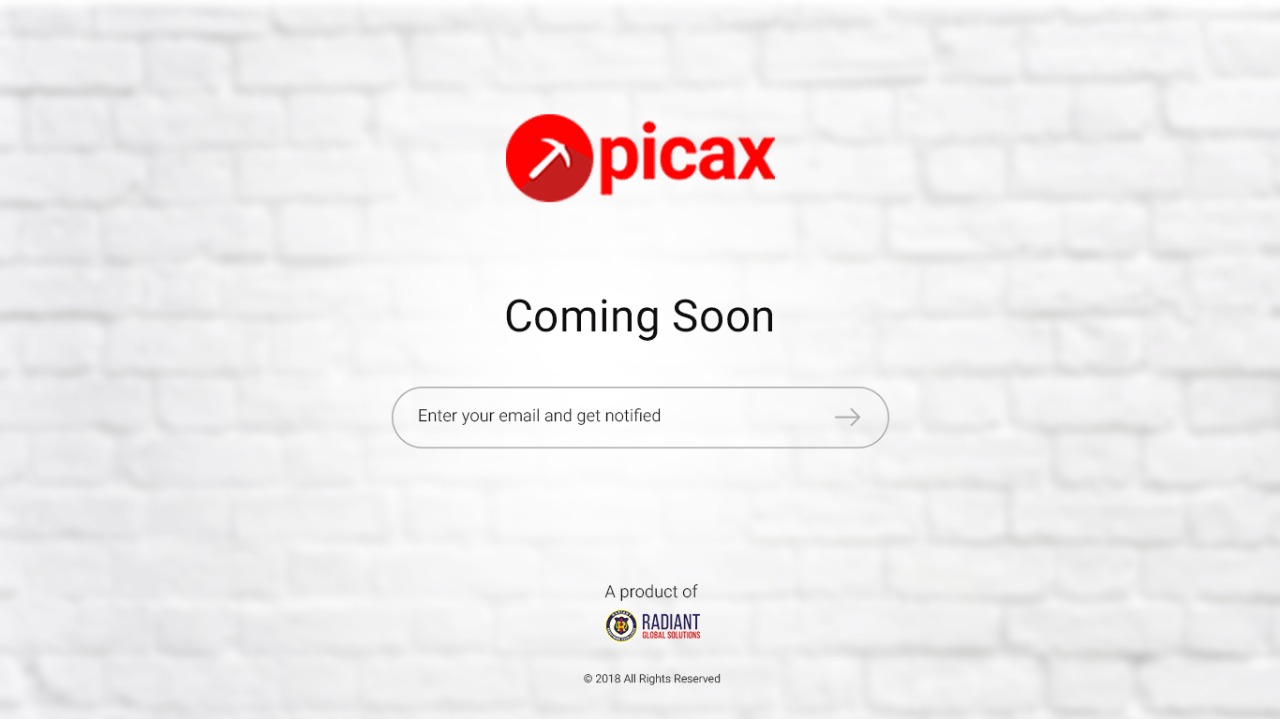 picax
Coming Soon
Enter your email and get notified
A product of
RADIANT
GLOBAL SOLUTIONS
© 2018 All Rights Reserved